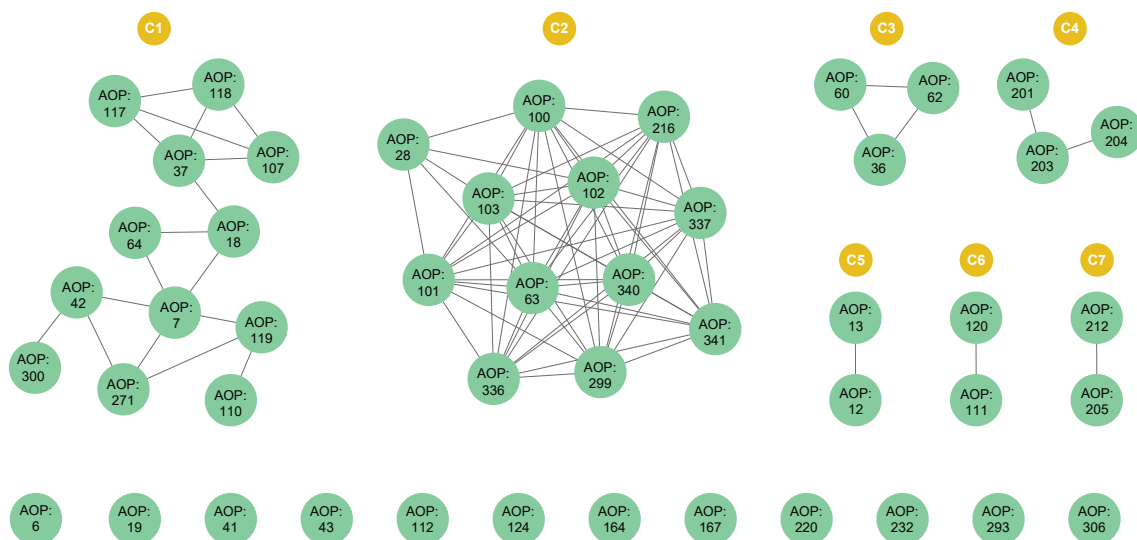 C1
C2
C3
C4
AOP:
117
AOP:
118
AOP:
37
AOP:
107
AOP:
64
AOP:
18
AOP:
42
AOP:
7
AOP:
119
AOP:
300
AOP:
271
AOP:
110
AOP:
28
AOP:
100
AOP:
216
AOP:
103
AOP:
102
AOP:
337
AOP:
101
AOP:
63
AOP:
340
AOP:
341
AOP:
336
AOP:
299
AOP:
60
AOP:
62
AOP:
36
AOP:
201
AOP:
204
AOP:
203
C5
C6
C7
AOP:
13
AOP:
120
AOP:
212
AOP:
12
AOP:
111
AOP:
205
AOP:
6
AOP:
19
AOP:
41
AOP:
43
AOP:
112
AOP:
124
AOP:
164
AOP:
167
AOP:
220
AOP:
232
AOP:
293
AOP:
306